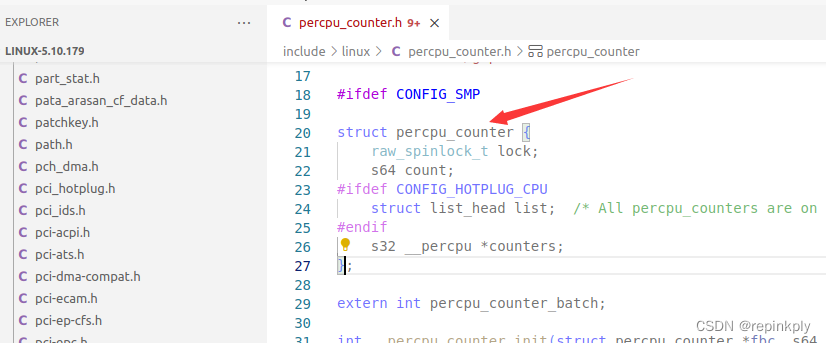 EXPLORER
...
LINUX-5.10.179
part_stat.h
pata_arasan_cf_data.h
patchkey.h
path.h
pch_dma.h
pci_hotplug.h
pci_ids.h
pci-acpi.h
pci-ats.h
pci-dma-compat.h
pci-ecam.h
pci-ep-cfs.h
pci-epc.h
C percpu_counter.h 9+ ×
include > linux > C percpu_counter.h > percpu_counter
17
18 #ifdef CONFIG_SMP
19
20 struct percpu_counter {
21 raw_spinlock_t lock;
22 s64 count;
23 #ifdef CONFIG_HOTPLUG_CPU
24 struct list_head list; /* All percpu_counters are on
25 #endif
26 s32 __percpu *counters;
27 };
28
29 extern int percpu_counter_batch;
30
31 int __percpu_counter_init(struct percpu_counter *fbc, s64
CSDN @repinkply